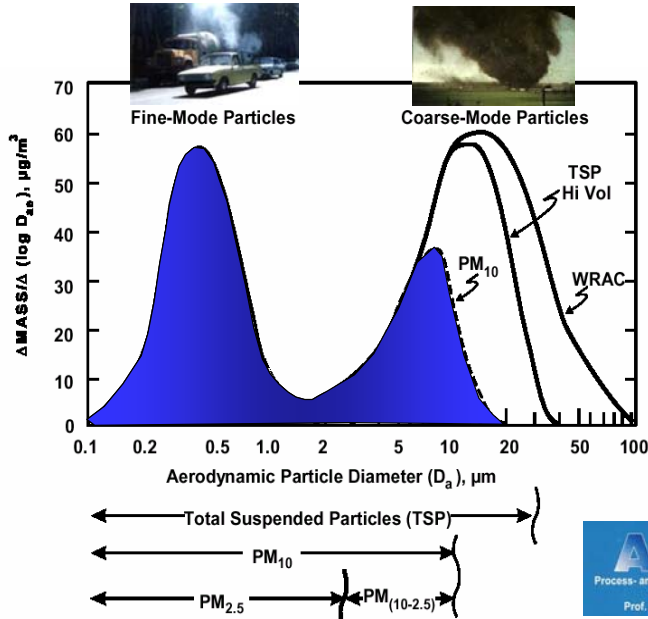 Fine-Mode Particles
Coarse-Mode Particles
ΔMASS/Δ (log Dae), µg/m3
70
60
50
40
30
20
10
0
TSP
Hi Vol
PM10
WRAC
0.1 0.2 0.5 1.0 2 5 10 20 50 100
Aerodynamic Particle Diameter (Da), µm
Total Suspended Particles (TSP)
PM10
PM2.5
PM(10-2.5)
Process- an
Prof.